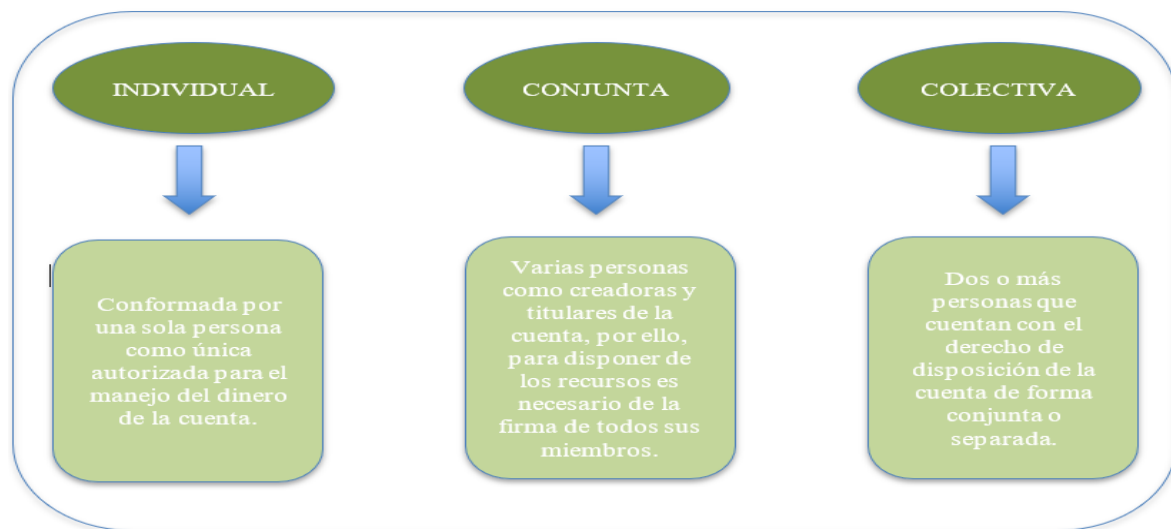 INDIVIDUAL
Conformada por
una sola persona
como única
autorizada para el
manejo del dinero
de la cuenta.
CONJUNTA
Varias personas
como creadoras y
titulares de la
cuenta, por ello,
para disponer de
los recursos es
necesario de la
firma de todos sus
miembros.
COLECTIVA
Dos o más
personas que
cuentan con el
derecho de
disposición de la
cuenta de forma
conjunta o
separada.